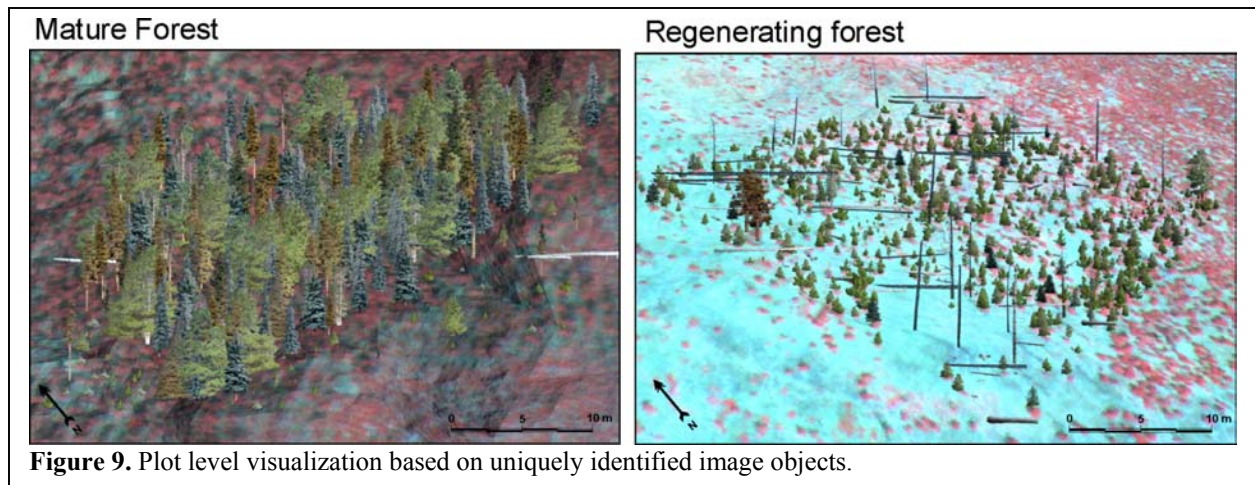 Mature Forest
Regenerating forest
N
0 5 10 m
N
0 5 10 m
Figure 9. Plot level visualization based on uniquely identified image objects.